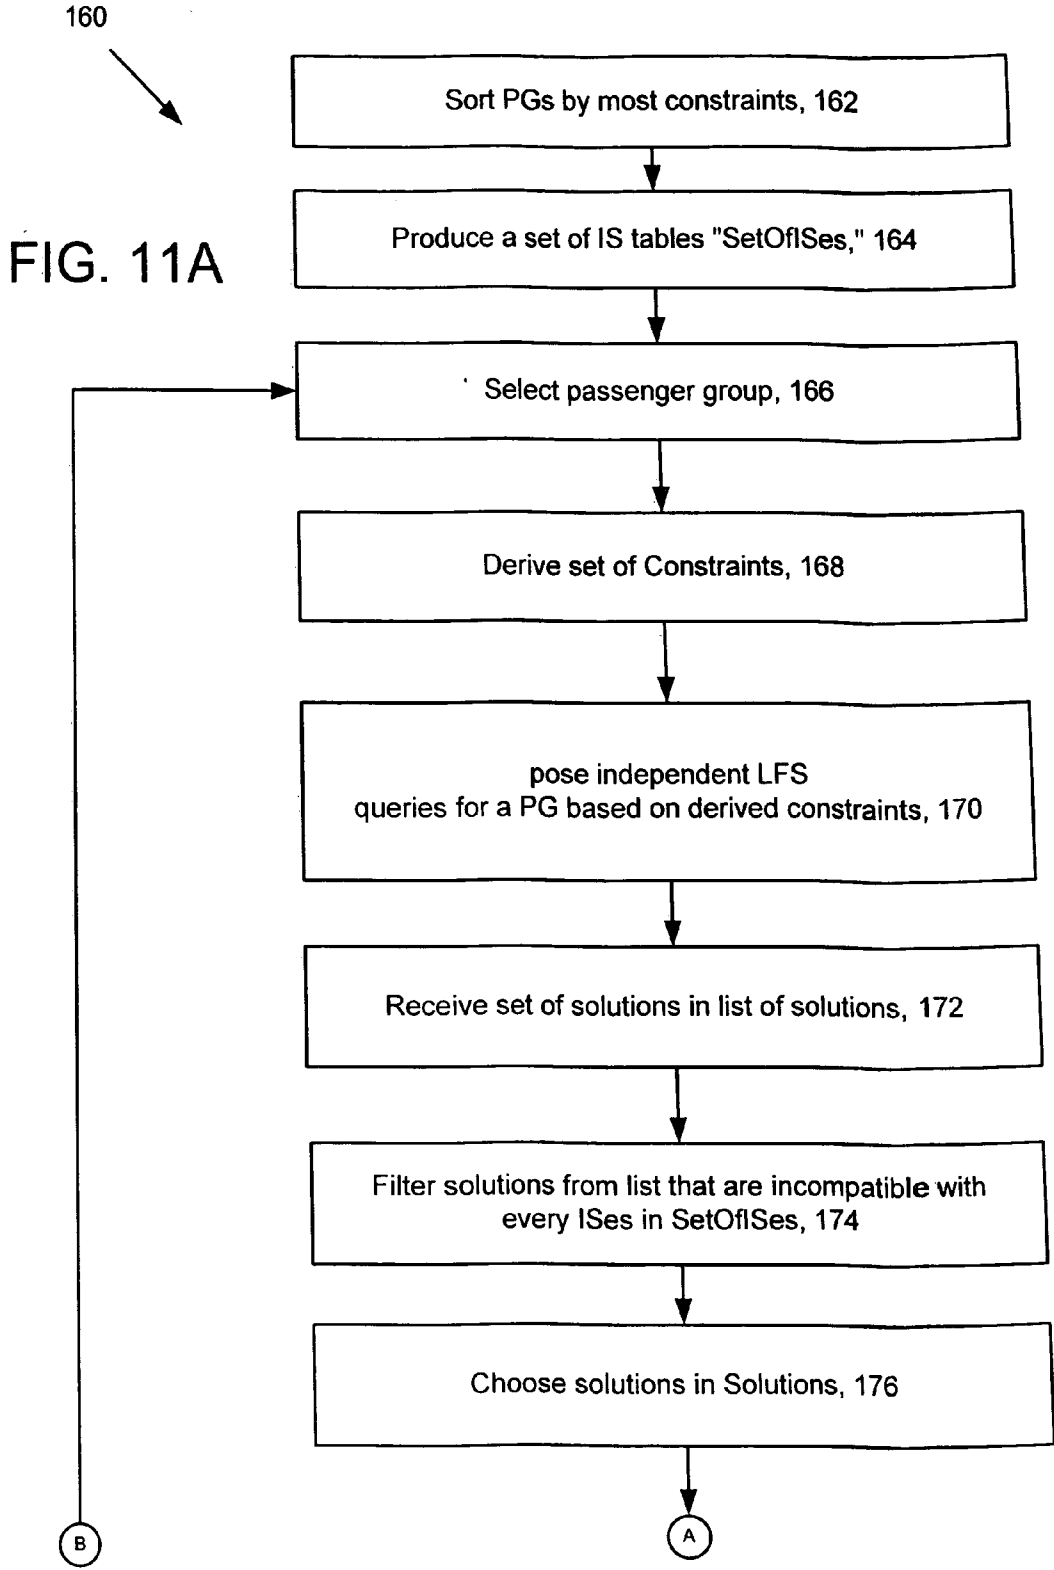 160
Sort PGs by most constraints, 162
Produce a set of IS tables "SetOfISes," 164
FIG. 11A
Select passenger group, 166
Derive set of Constraints, 168
pose independent LFS
queries for a PG based on derived constraints, 170
Receive set of solutions in list of solutions, 172
Filter solutions from list that are incompatible with
every ISes in SetOfISes, 174
Choose solutions in Solutions, 176
B
A